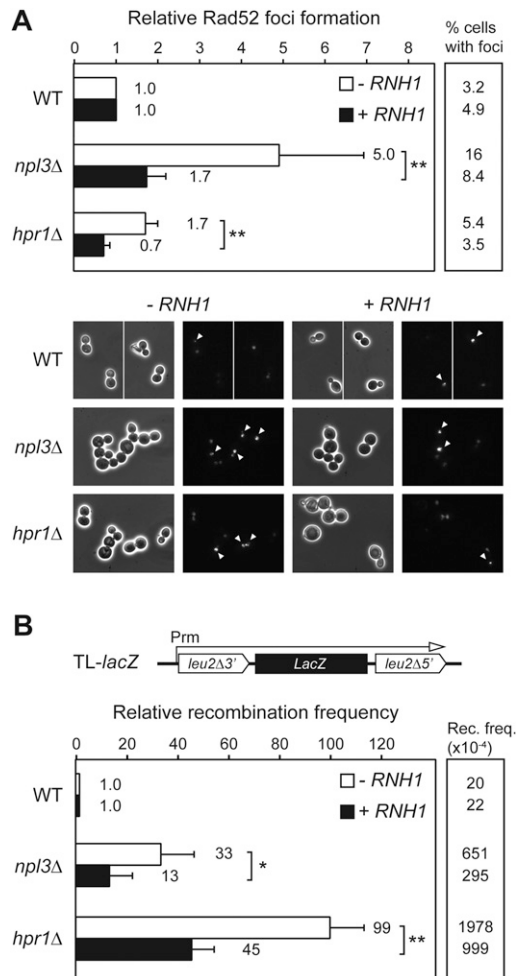 A
Relative Rad52 foci formation
% cells with foci
0 1 2 3 4 5 6 7 8
- RNH1
+ RNH1
WT
1.0
1.0
3.2
4.9
npl3Δ
5.0
1.7
**
16
8.4
hpr1Δ
1.7
0.7
**
5.4
3.5
- RNH1
+ RNH1
WT
npl3Δ
hpr1Δ
B
TL-lacZ
Prm
leu2Δ3'
LacZ
leu2Δ5'
Relative recombination frequency
Rec. freq.
(x10⁻⁴)
0 20 40 60 80 100 120
- RNH1
+ RNH1
WT
1.0
1.0
20
22
npl3Δ
33
13
*
651
295
hpr1Δ
99
45
**
1978
999